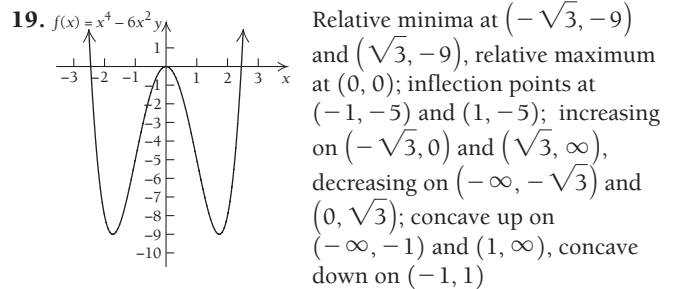 19. f(x) = x⁴ – 6x²
y
1
–3 –2 –1 1 2 3 x
–1
–2
–3
–4
–5
–6
–7
–8
–9
–10
Relative minima at (– √3, – 9)
and (√3, – 9), relative maximum
at (0, 0); inflection points at
(– 1, – 5) and (1, – 5); increasing
on (– √3, 0) and (√3, ∞),
decreasing on (– ∞, – √3) and
(0, √3); concave up on
(– ∞, – 1) and (1, ∞), concave
down on (– 1, 1)